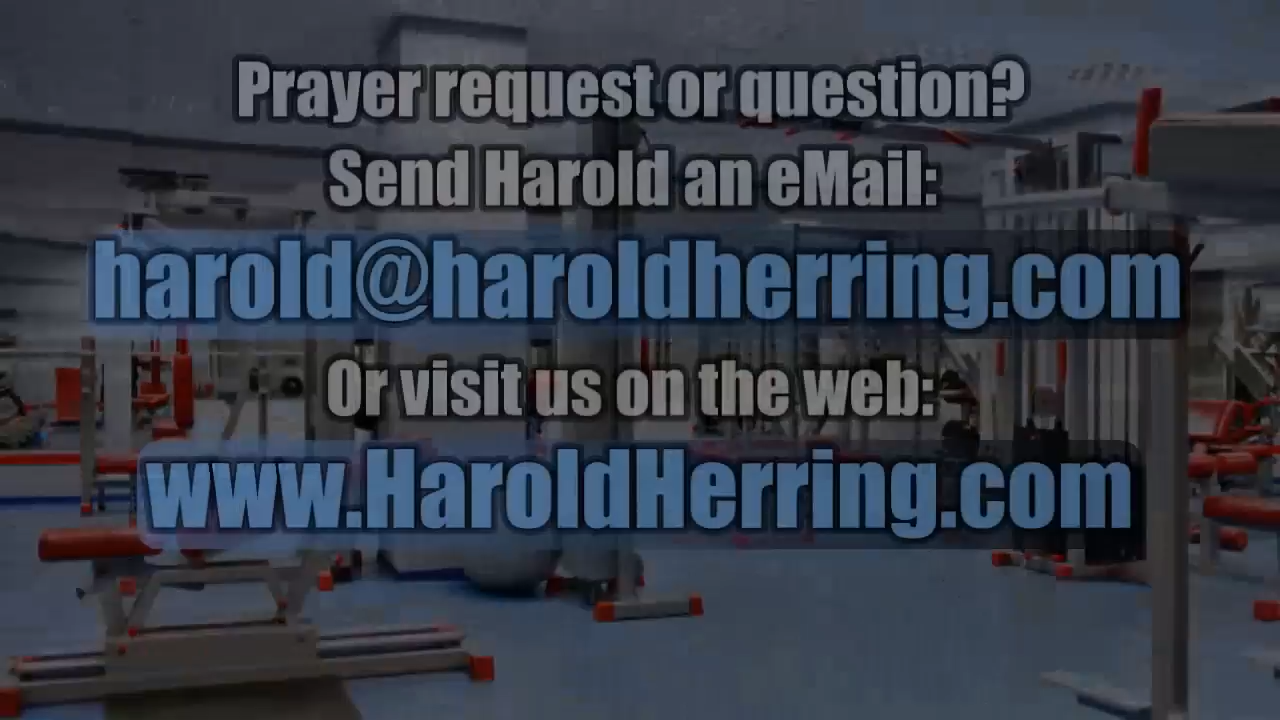 Prayer request or question?
Send Harold an eMail:
harold@haroldherring.com
Or visit us on the web:
www.HaroldHerring.com